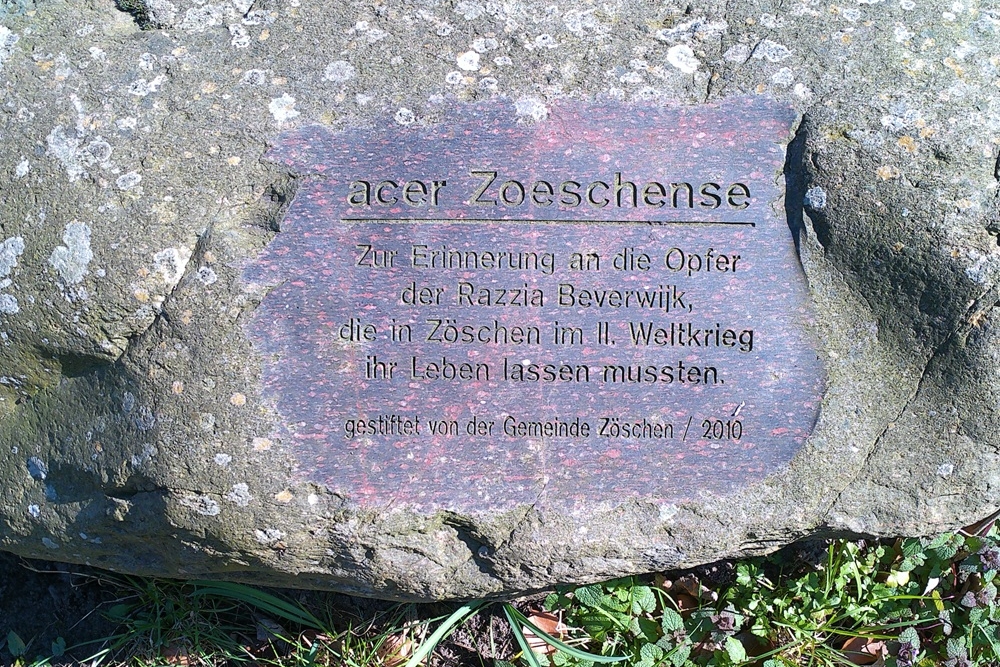 acer Zoeschense
Zur Erinnerung an die Opfer
der Razzia Beverwijk,
die in Zöschen im II. Weltkrieg
ihr Leben lassen mussten.
gestiftet von der Gemeinde Zöschen / 2010